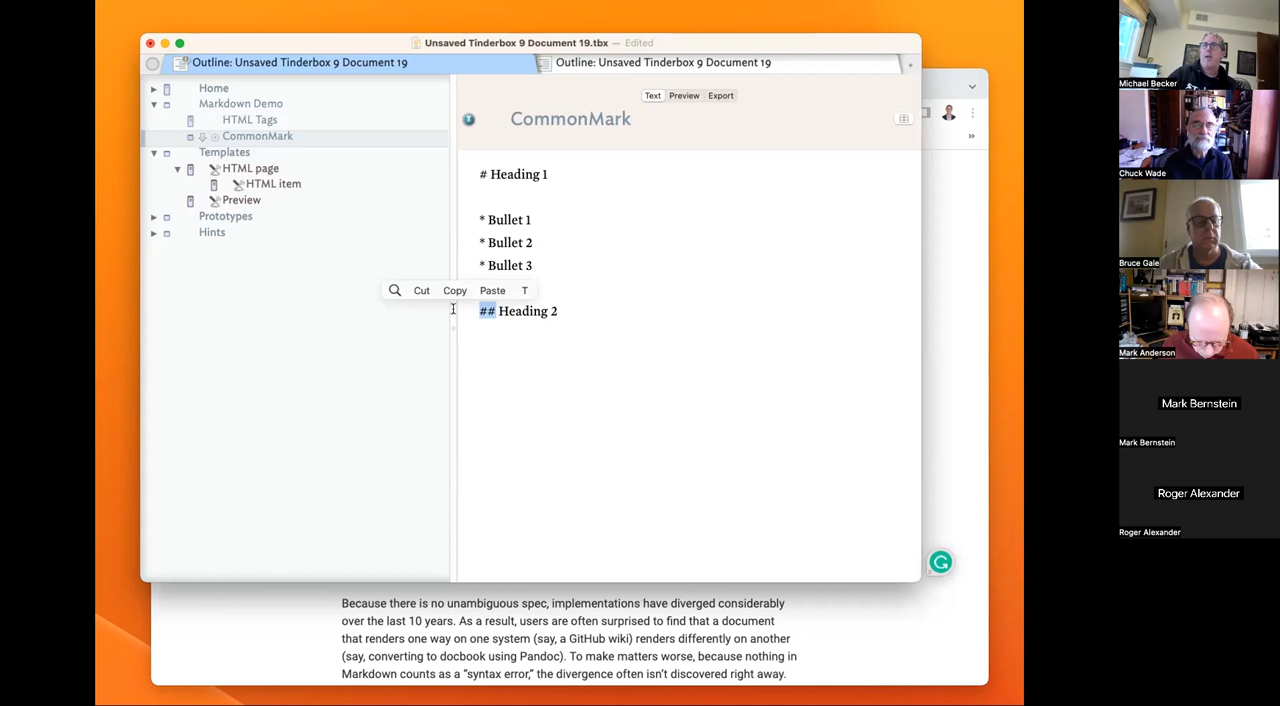 Unsaved Tinderbox 9 Document 19.tbx — Edited
Outline: Unsaved Tinderbox 9 Document 19
Outline: Unsaved Tinderbox 9 Document 19
+
Home
Markdown Demo
HTML Tags
CommonMark
Templates
HTML page
HTML item
Preview
Prototypes
Hints
Text Preview Export
CommonMark
# Heading 1
* Bullet 1
* Bullet 2
* Bullet 3
Cut Copy Paste T
## Heading 2
»
Because there is no unambiguous spec, implementations have diverged considerably
over the last 10 years. As a result, users are often surprised to find that a document
that renders one way on one system (say, a GitHub wiki) renders differently on another
(say, converting to docbook using Pandoc). To make matters worse, because nothing in
Markdown counts as a “syntax error,” the divergence often isn’t discovered right away.
Michael Becker
Chuck Wade
Bruce Gale
Mark Anderson
Mark Bernstein
Mark Bernstein
Roger Alexander
Roger Alexander